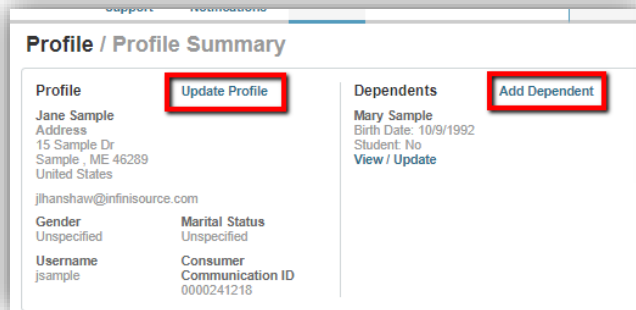 Support Notifications
Profile / Profile Summary
Profile Update Profile
Jane Sample
Address
15 Sample Dr
Sample , ME 46289
United States
jlhanshaw@infinisource.com
Gender Marital Status
Unspecified Unspecified
Username Consumer
Communication ID
jsample
0000241218
Dependents Add Dependent
Mary Sample
Birth Date: 10/9/1992
Student: No
View / Update